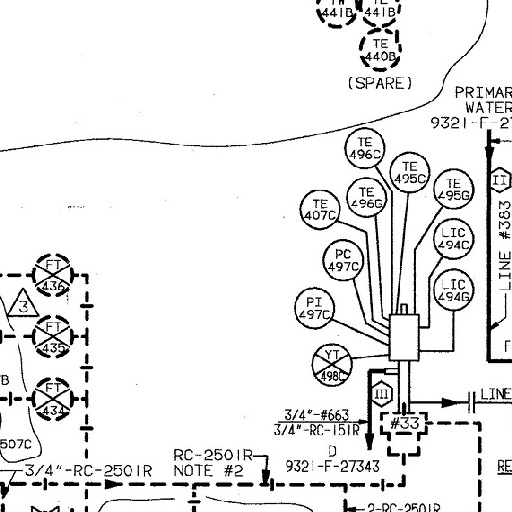 441B
441B
TE
440B
(SPARE)
PRIMAR
WATER
9321-F-27
TE
496C
TE
495C
TE
496G
TE
495G
TE
407C
II
LIC
494C
LINE #383
PC
497C
FT
436
LIC
494G
3
PI
497C
FT
435
YT
498C
III
FT
434
LINE
3/4"-#663
3/4"-RC-151R
#33
507C
D
9321-F-27343
RC-2501R
NOTE #2
3/4"-RC-2501R
RE
2-RC-2501R